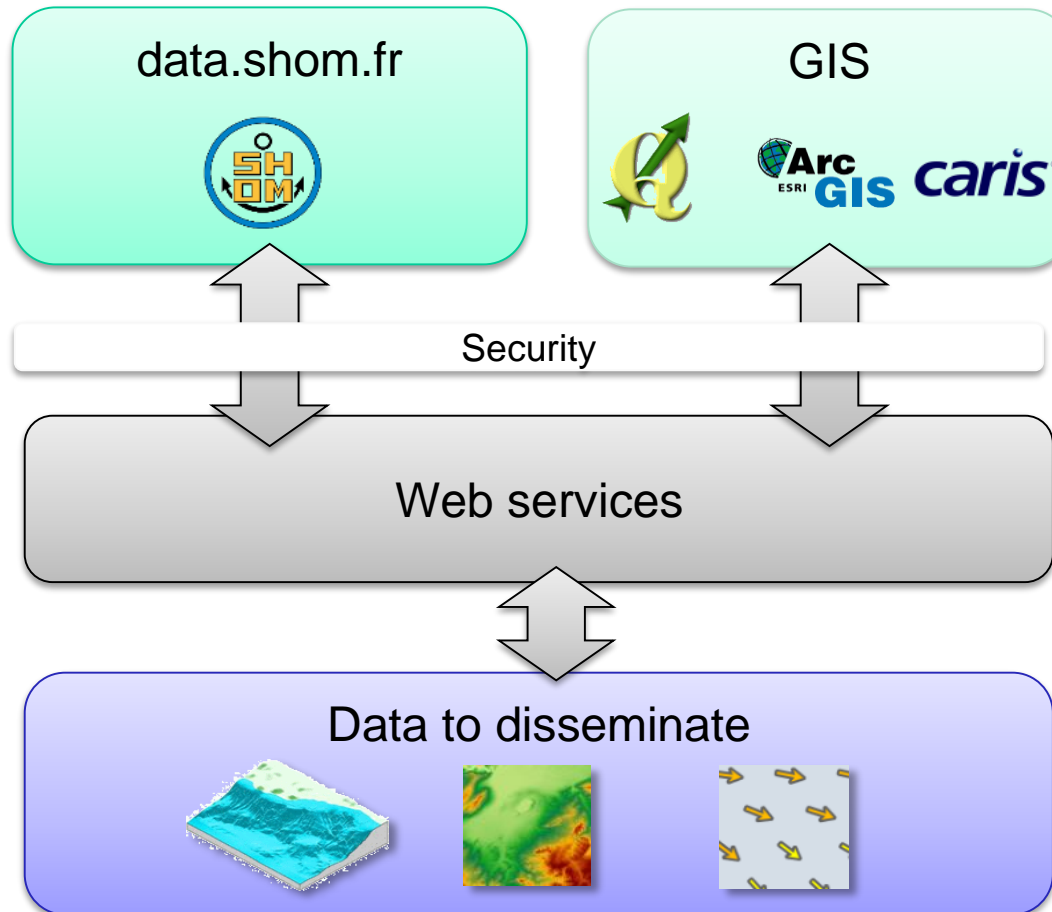 data.shom.fr
GIS
SH
OM
Q
Arc
ESRI GIS
caris
Security
Web services
Data to disseminate